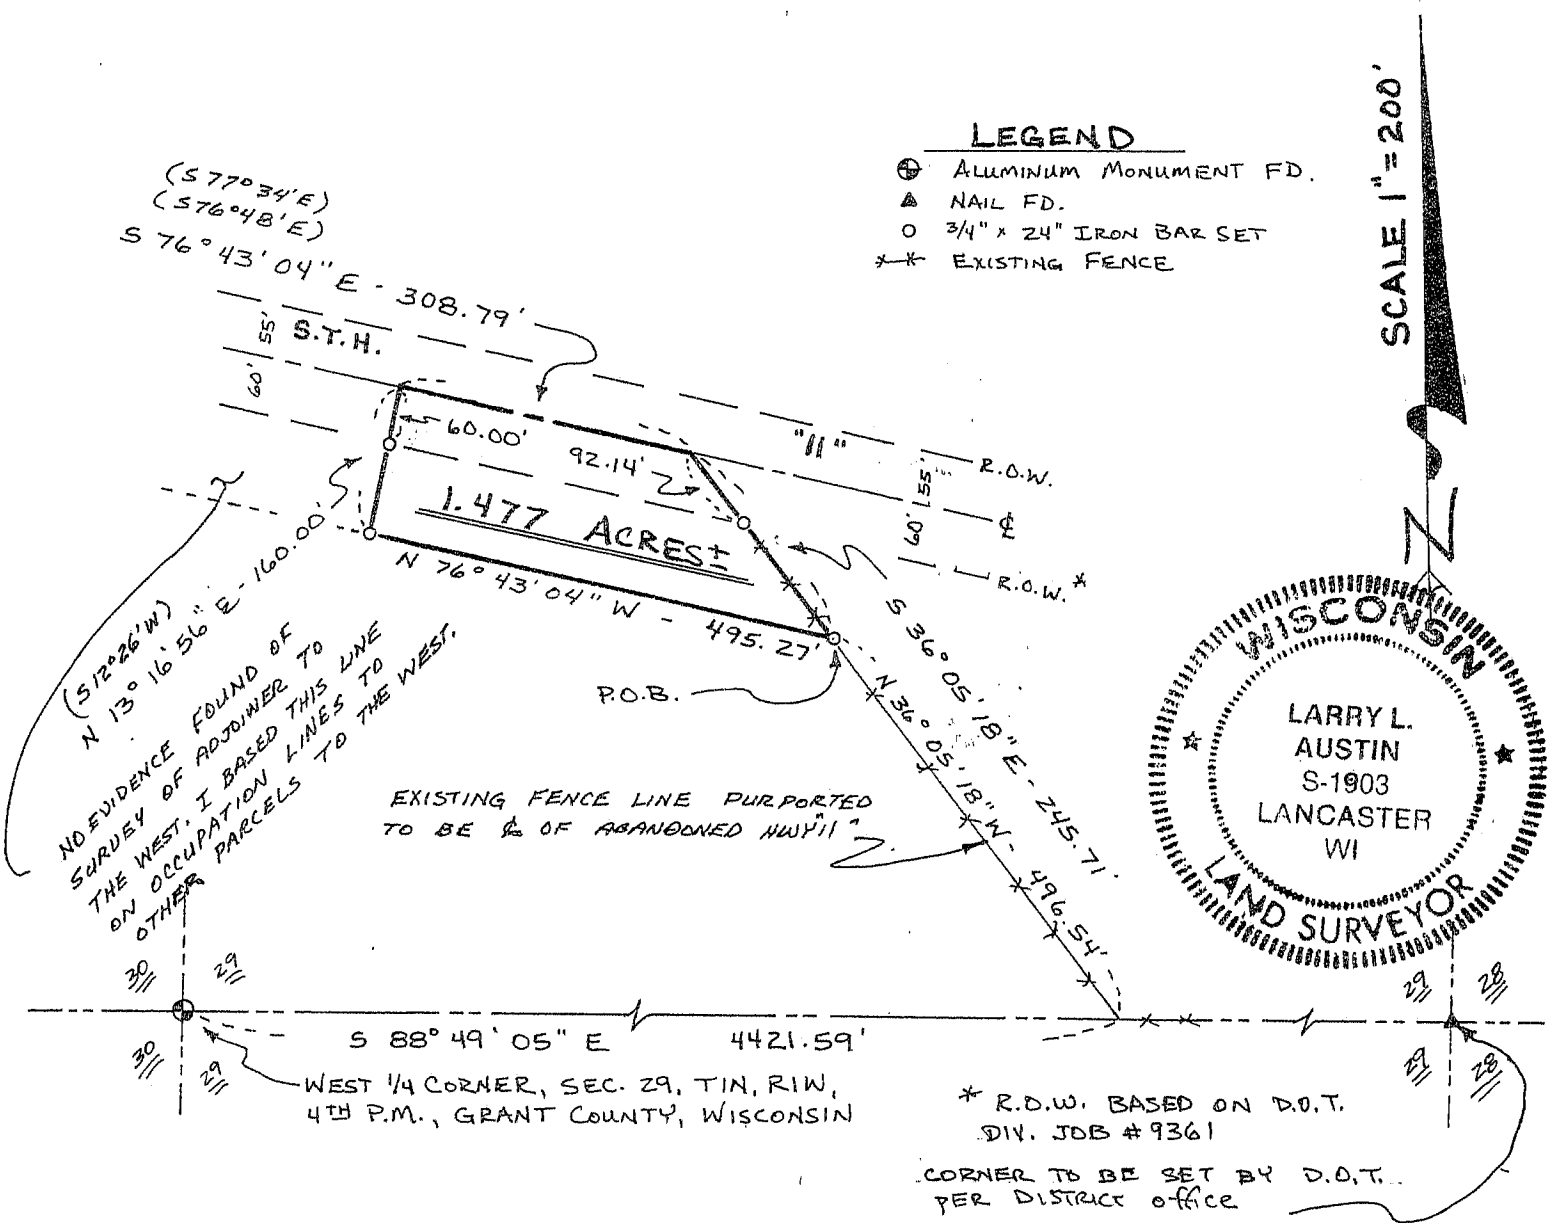 LEGEND
ALUMINUM MONUMENT FD.
NAIL FD.
3/4" x 24" IRON BAR SET
EXISTING FENCE
SCALE 1"=200'
N
(S 77° 34' E)
(S 76° 48' E)
S 76° 43' 04" E - 308.79'
55'
S.T.H.
60'
"11"
R.O.W.
55'
℄
60'
R.O.W. *
60.00'
92.14'
1.477 ACRES±
N 76° 43' 04" W - 495.27'
P.O.B.
(S 12° 26' W)
N 13° 16' 56" E - 160.00'
NO EVIDENCE FOUND OF
SURVEY OF ADJOINER TO
THE WEST. I BASED THIS LINE
ON OCCUPATION LINES TO
OTHER PARCELS TO THE WEST.
S 36° 05' 18" E - 245.71'
N 36° 05' 18" W - 496.54'
EXISTING FENCE LINE PURPORTED
TO BE ℄ OF ABANDONED HWY "11"
WISCONSIN
LARRY L.
AUSTIN
S-1903
LANCASTER
WI
LAND SURVEYOR
30 29
30 29
29 28
29 28
S 88° 49' 05" E 4421.59'
WEST 1/4 CORNER, SEC. 29, T1N, R1W,
4TH P.M., GRANT COUNTY, WISCONSIN
* R.O.W. BASED ON D.O.T.
DIV. JOB # 9361
CORNER TO BE SET BY D.O.T.
PER DISTRICT office